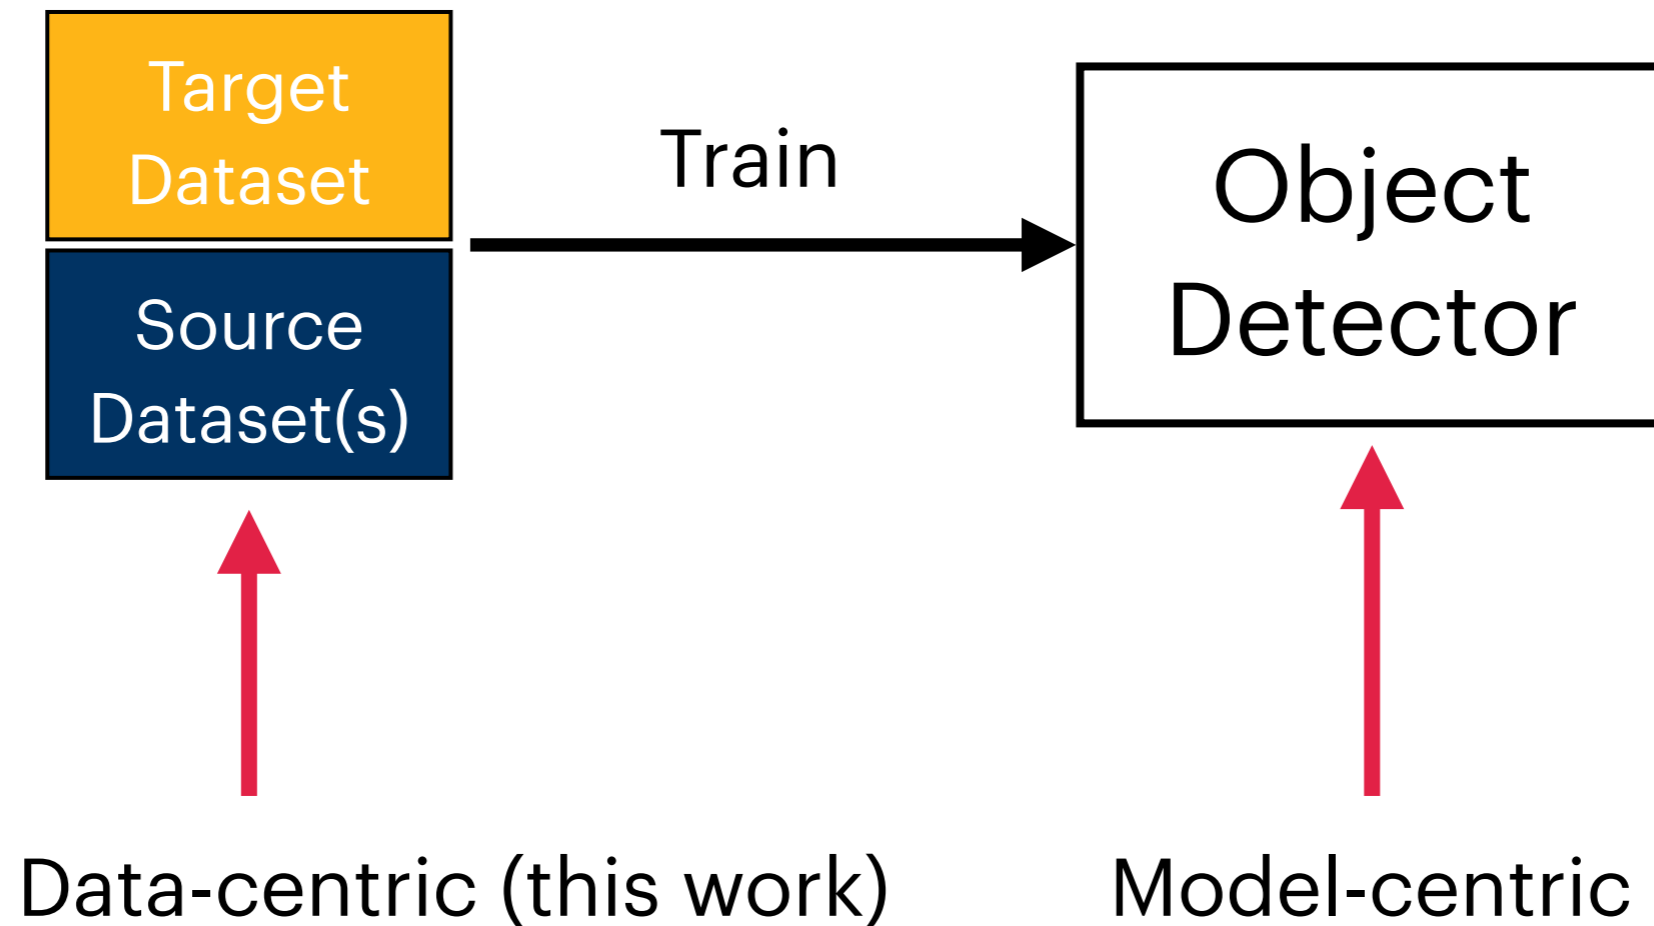 Target
Dataset
Source
Dataset(s)
Train
Object
Detector
Data-centric (this work)
Model-centric